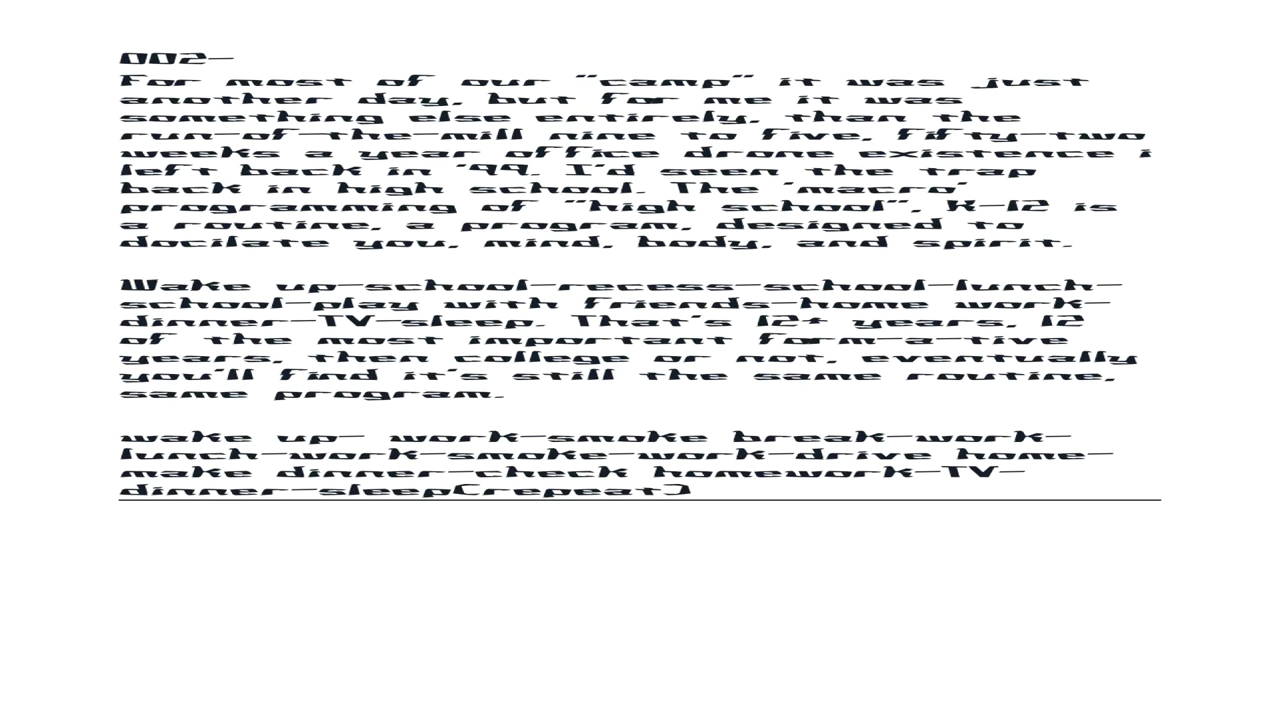 002-
For most of our "camp" it was just
another day, but for me it was
something else entirely, than the
run-of-the-mill nine to five, fifty-two
weeks a year office drone existence i
left back in '99. I'd seen the trap
back in high school. The 'macro'
programming of "high school", K-12 is
a routine, a program, designed to
docilate you, mind, body, and spirit.
Wake up-school-recess-school-lunch-
school-play with friends-home work-
dinner-TV-sleep. That's 12+ years, 12
of the most important form-a-tive
years, then college or not, eventually
you'll find it's still the same routine,
same program.
wake up- work-smoke break-work-
lunch-work-smoke-work-drive home-
make dinner-check homework-TV-
dinner-sleep(repeat)